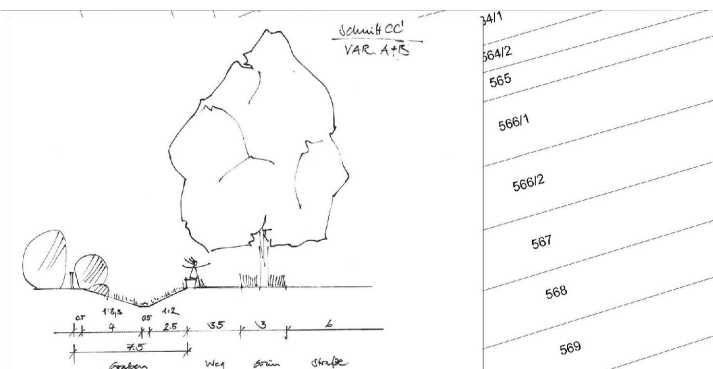 Schnitt CC'
VAR. A+B
34/1
564/2
565
566/1
566/2
567
568
569
0.5 1:2,3 0.5 1:2
4 2.5 3.5 3 6
7.5
Graben Weg Grün Straße